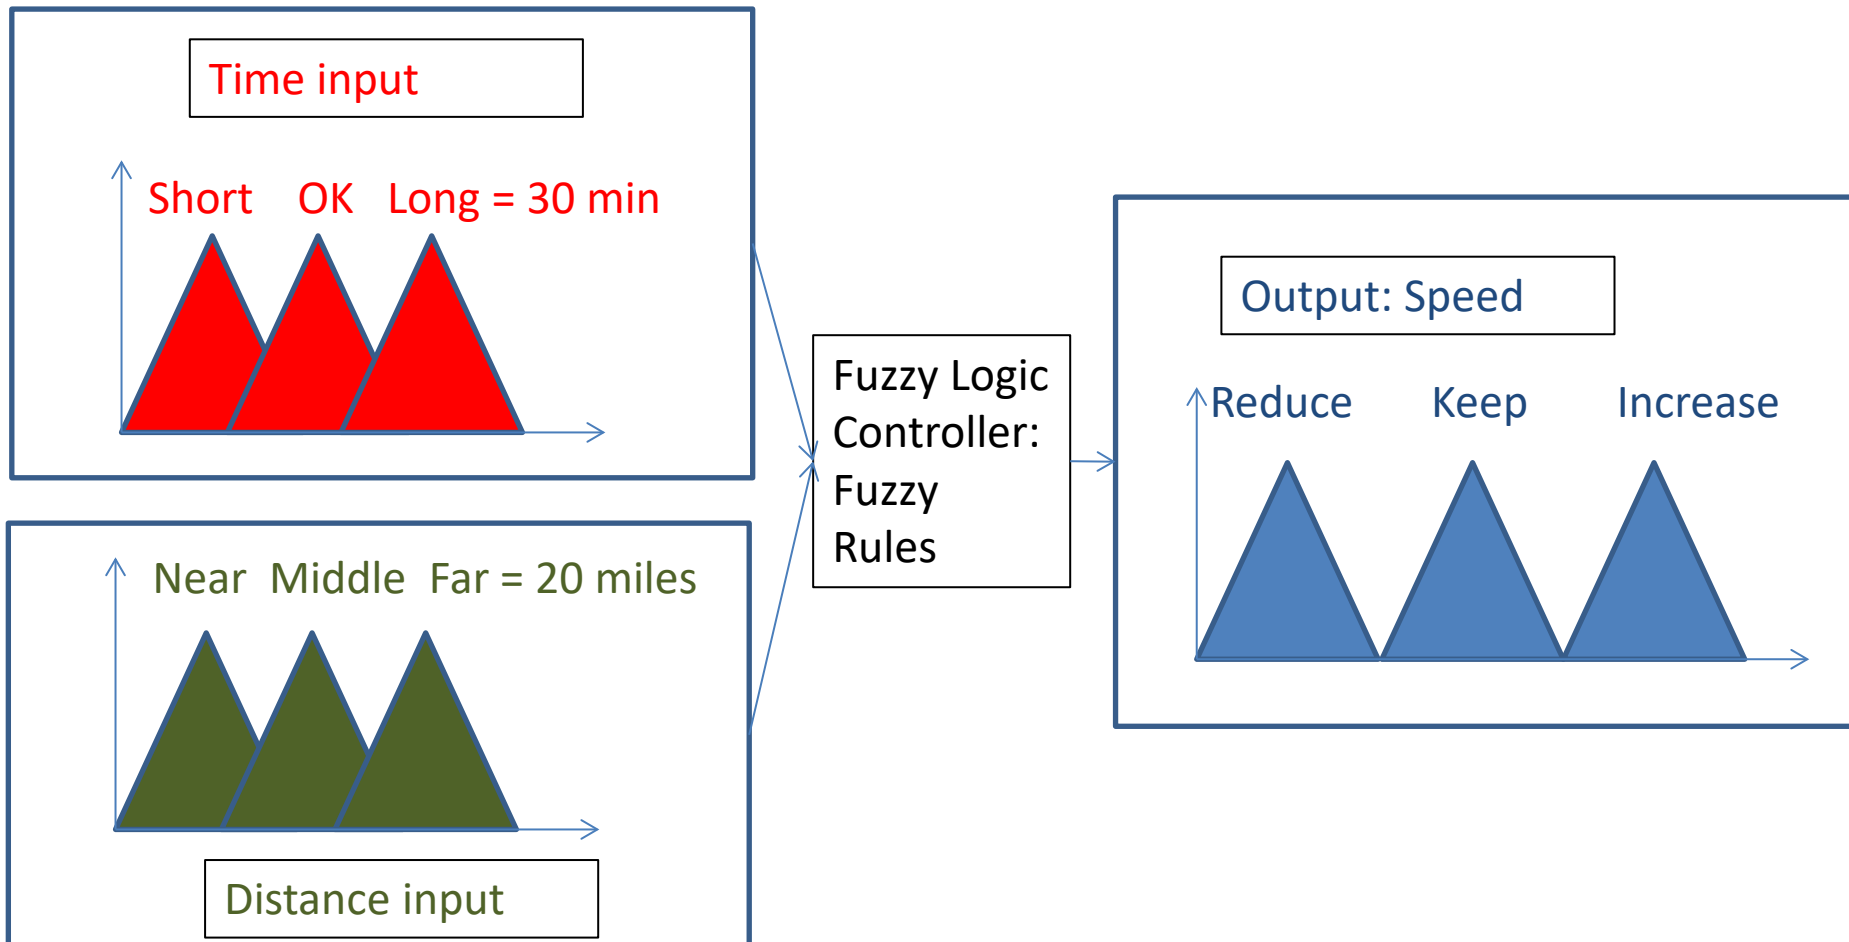 Time input
Short OK Long = 30 min
Near Middle Far = 20 miles
Distance input
Fuzzy Logic
Controller:
Fuzzy
Rules
Output: Speed
Reduce Keep Increase